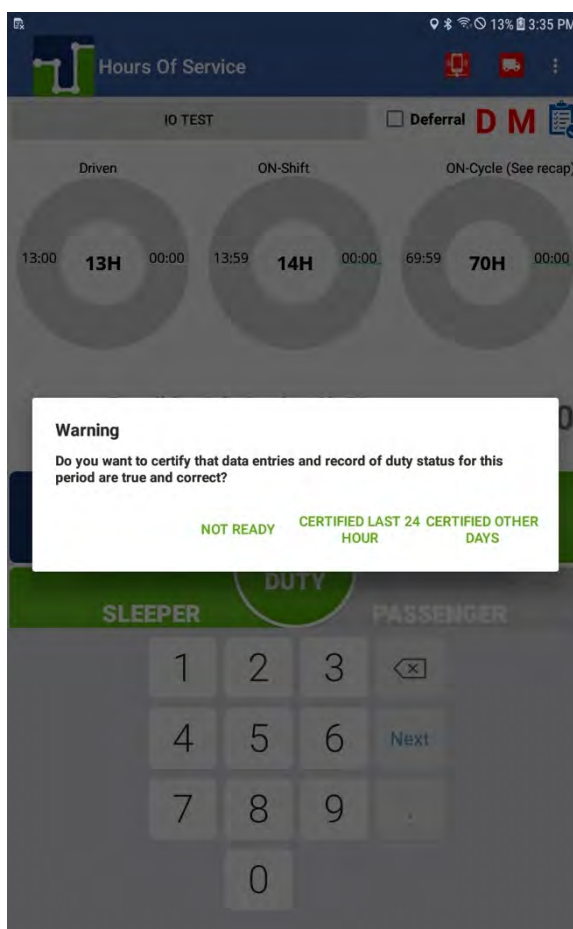 13% 3:35 PM
Hours Of Service
IO TEST
Deferral D M
Driven ON-Shift ON-Cycle (See recap)
13:00 13H 00:00 13:59 14H 00:00 69:59 70H 00:00
Warning
Do you want to certify that data entries and record of duty status for this
period are true and correct?
NOT READY
CERTIFIED LAST 24
HOUR
CERTIFIED OTHER
DAYS
DUTY
SLEEPER PASSENGER
1 2 3
4 5 6 Next
7 8 9 .
0